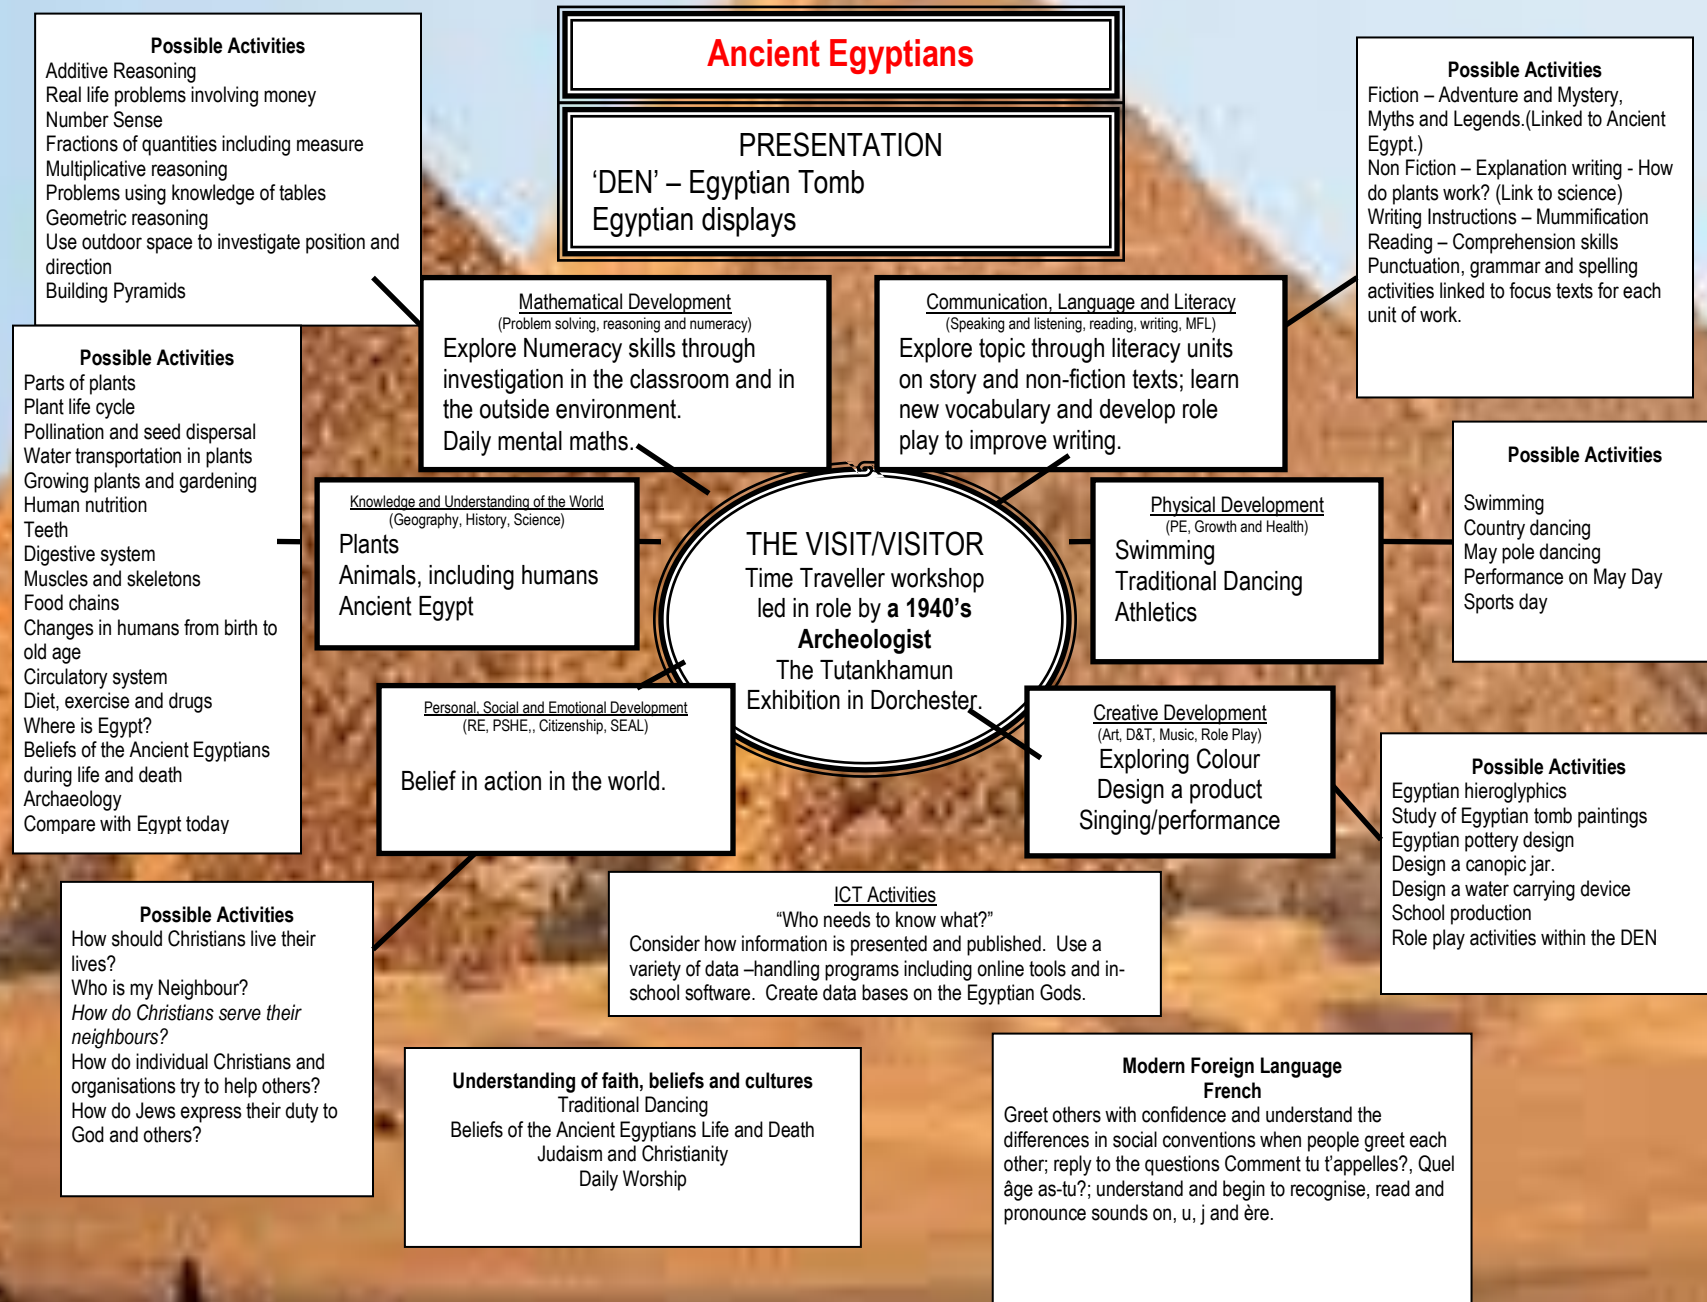 Ancient Egyptians
PRESENTATION
‘DEN’ – Egyptian Tomb
Egyptian displays
Possible Activities
Additive Reasoning
Real life problems involving money
Number Sense
Fractions of quantities including measure
Multiplicative reasoning
Problems using knowledge of tables
Geometric reasoning
Use outdoor space to investigate position and
direction
Building Pyramids
Possible Activities
Fiction – Adventure and Mystery,
Myths and Legends.(Linked to Ancient
Egypt.)
Non Fiction – Explanation writing - How
do plants work? (Link to science)
Writing Instructions – Mummification
Reading – Comprehension skills
Punctuation, grammar and spelling
activities linked to focus texts for each
unit of work.
Mathematical Development
(Problem solving, reasoning and numeracy)
Explore Numeracy skills through
investigation in the classroom and in
the outside environment.
Daily mental maths.
Communication, Language and Literacy
(Speaking and listening, reading, writing, MFL)
Explore topic through literacy units
on story and non-fiction texts; learn
new vocabulary and develop role
play to improve writing.
Possible Activities
Parts of plants
Plant life cycle
Pollination and seed dispersal
Water transportation in plants
Growing plants and gardening
Human nutrition
Teeth
Digestive system
Muscles and skeletons
Food chains
Changes in humans from birth to
old age
Circulatory system
Diet, exercise and drugs
Where is Egypt?
Beliefs of the Ancient Egyptians
during life and death
Archaeology
Compare with Egypt today
Knowledge and Understanding of the World
(Geography, History, Science)
Plants
Animals, including humans
Ancient Egypt
THE VISIT/VISITOR
Time Traveller workshop
led in role by a 1940’s
Archeologist
The Tutankhamun
Exhibition in Dorchester.
Physical Development
(PE, Growth and Health)
Swimming
Traditional Dancing
Athletics
Possible Activities
Swimming
Country dancing
May pole dancing
Performance on May Day
Sports day
Personal, Social and Emotional Development
(RE, PSHE,, Citizenship, SEAL)
Belief in action in the world.
Creative Development
(Art, D&T, Music, Role Play)
Exploring Colour
Design a product
Singing/performance
Possible Activities
Egyptian hieroglyphics
Study of Egyptian tomb paintings
Egyptian pottery design
Design a canopic jar.
Design a water carrying device
School production
Role play activities within the DEN
Possible Activities
How should Christians live their
lives?
Who is my Neighbour?
How do Christians serve their
neighbours?
How do individual Christians and
organisations try to help others?
How do Jews express their duty to
God and others?
ICT Activities
“Who needs to know what?”
Consider how information is presented and published.  Use a
variety of data –handling programs including online tools and in-
school software.  Create data bases on the Egyptian Gods.
Understanding of faith, beliefs and cultures
Traditional Dancing
Beliefs of the Ancient Egyptians Life and Death
Judaism and Christianity
Daily Worship
Modern Foreign Language
French
Greet others with confidence and understand the
differences in social conventions when people greet each
other; reply to the questions Comment tu t’appelles?, Quel
âge as-tu?; understand and begin to recognise, read and
pronounce sounds on, u, j and ère.